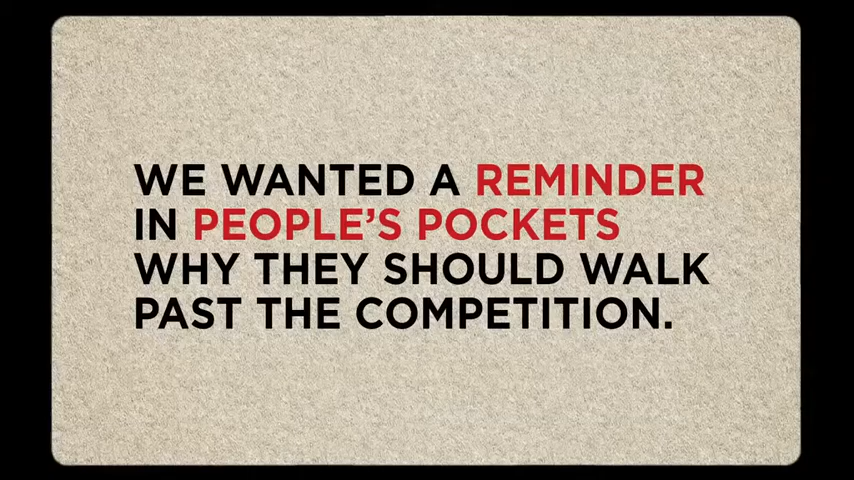 WE WANTED A REMINDER
IN PEOPLE'S POCKETS
WHY THEY SHOULD WALK
PAST THE COMPETITION.